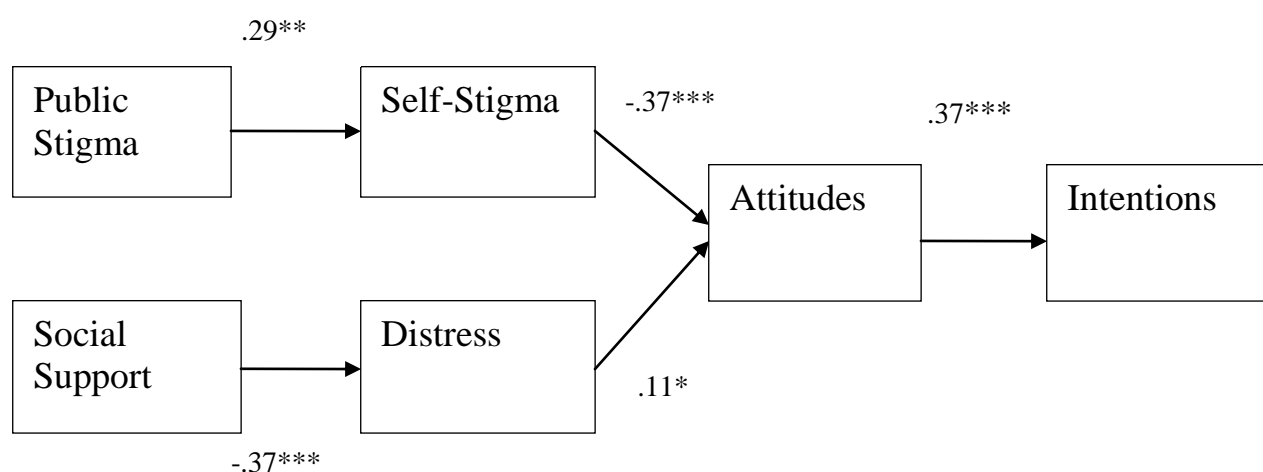 .29**
Public
Stigma
Self-Stigma
-.37***
.37***
Attitudes
Intentions
Social
Support
Distress
.11*
-.37***